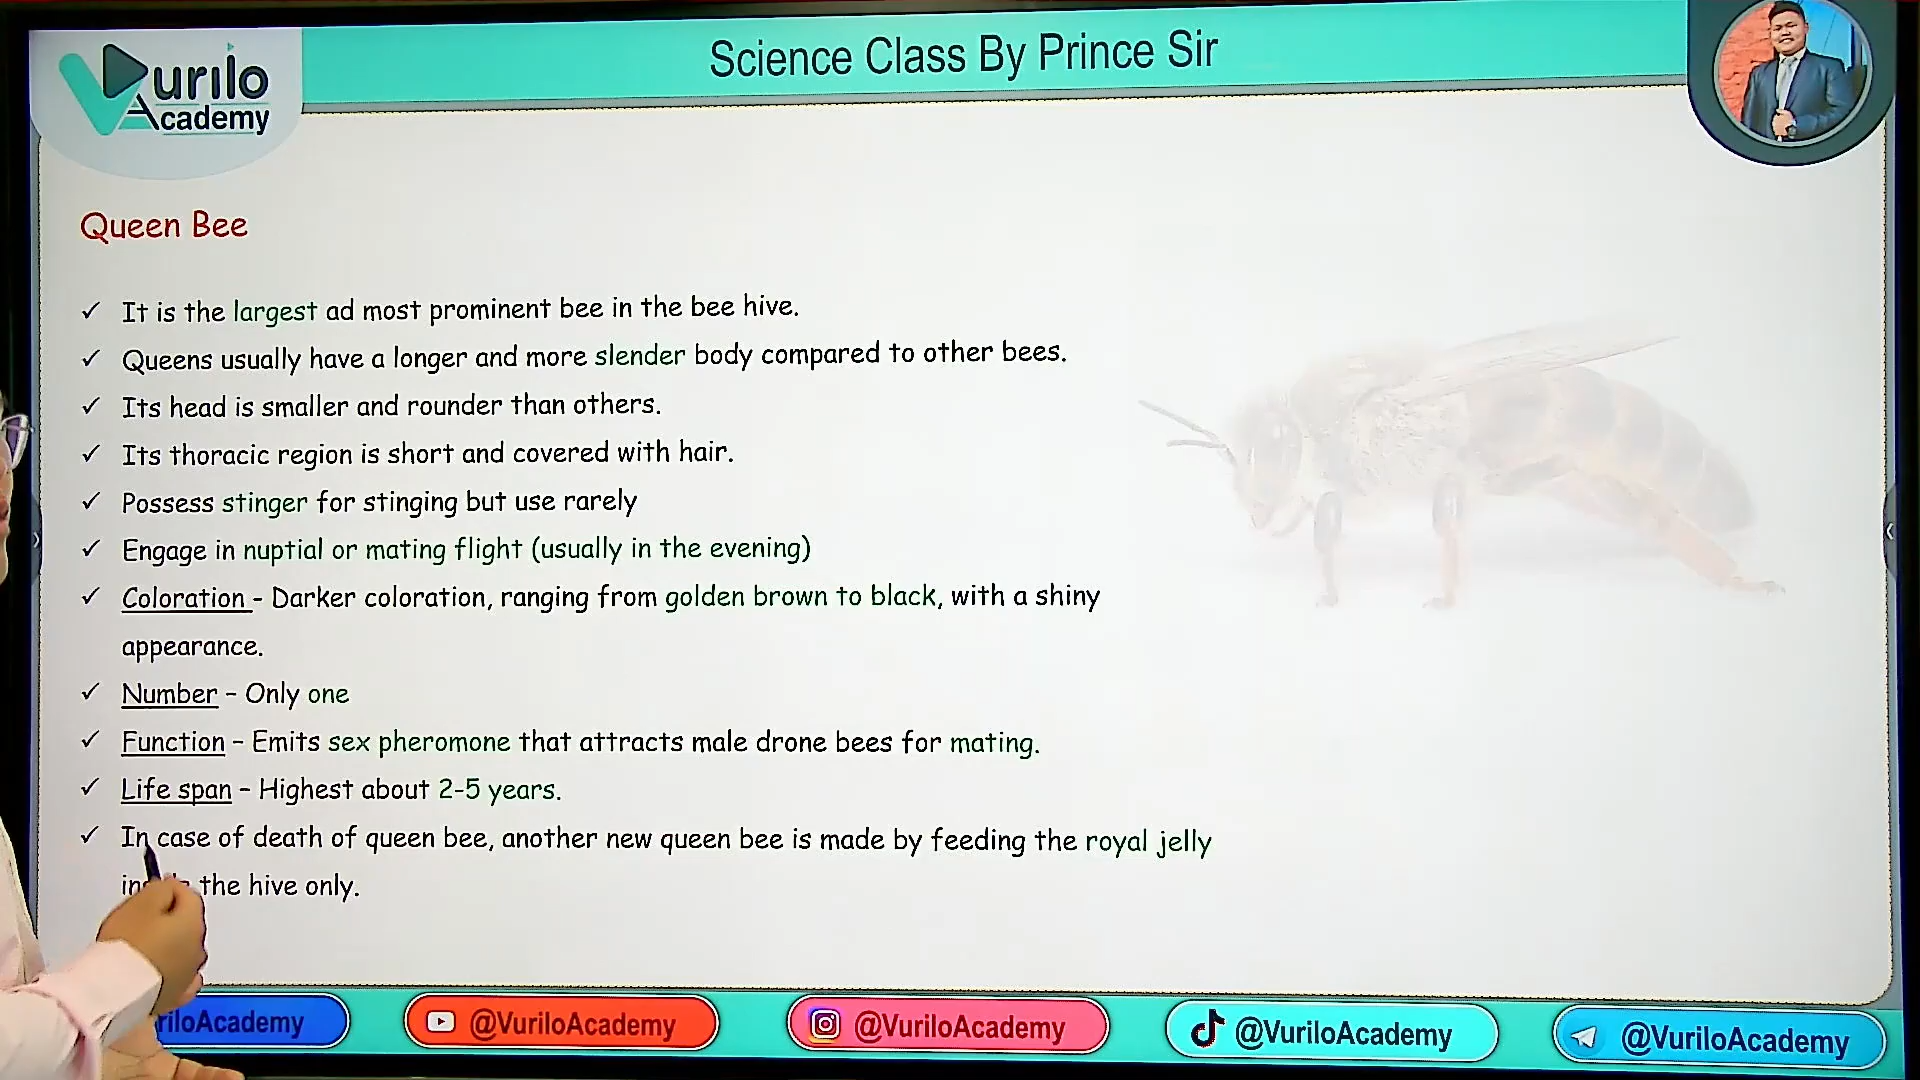 Vurilo
Academy
Science Class By Prince Sir
Queen Bee
✓ It is the largest ad most prominent bee in the bee hive.
✓ Queens usually have a longer and more slender body compared to other bees.
✓ Its head is smaller and rounder than others.
✓ Its thoracic region is short and covered with hair.
✓ Possess stinger for stinging but use rarely
✓ Engage in nuptial or mating flight (usually in the evening)
✓ Coloration - Darker coloration, ranging from golden brown to black, with a shiny
appearance.
✓ Number – Only one
✓ Function – Emits sex pheromone that attracts male drone bees for mating.
✓ Life span – Highest about 2-5 years.
✓ In case of death of queen bee, another new queen bee is made by feeding the royal jelly
the hive only.
riloAcademy
@VuriloAcademy
@VuriloAcademy
@VuriloAcademy
@VuriloAcademy